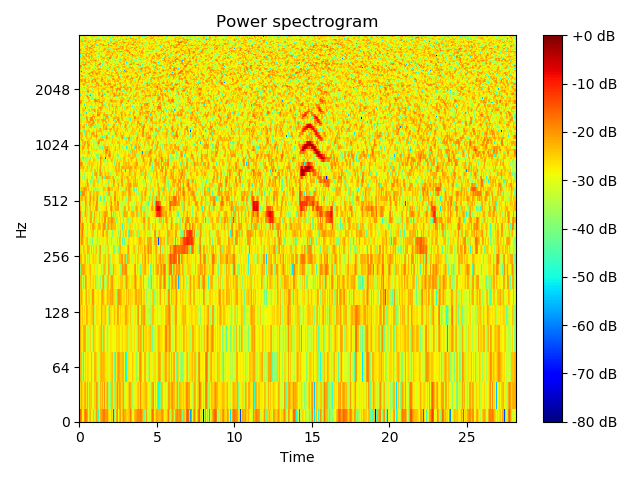 Power spectrogram
+0 dB
2048
-10 dB
1024
-20 dB
512
-30 dB
Hz
256
-40 dB
128
-50 dB
64
-60 dB
0
-70 dB
0 5 10 15 20 25
-80 dB
Time